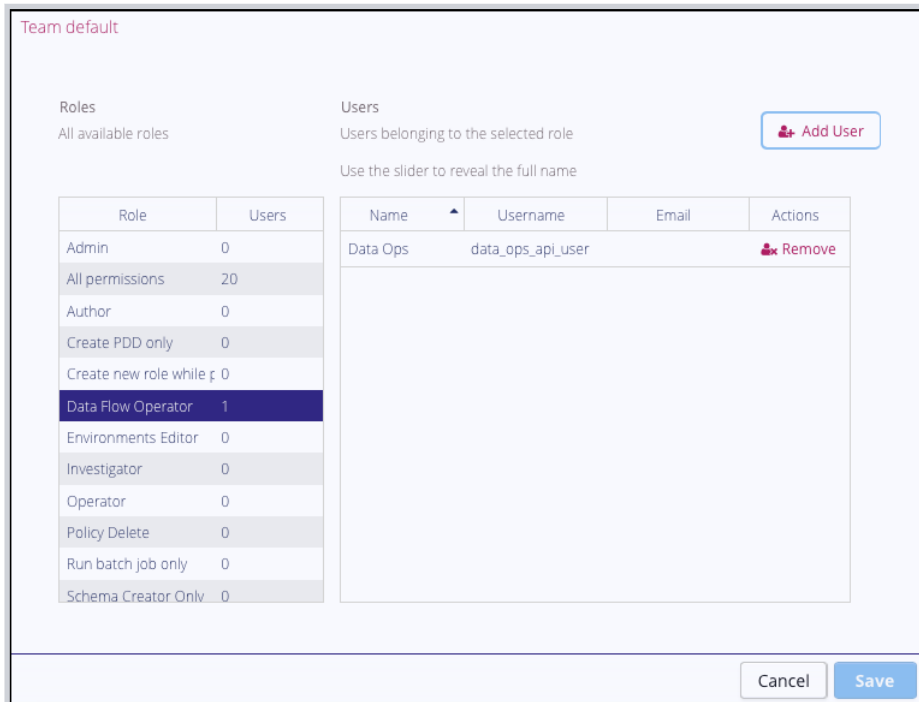 Team default
Roles
All available roles
Users
Users belonging to the selected role
Use the slider to reveal the full name
Add User
Role Users
Admin 0
All permissions 20
Author 0
Create PDD only 0
Create new role while p 0
Data Flow Operator 1
Environments Editor 0
Investigator 0
Operator 0
Policy Delete 0
Run batch job only 0
Schema Creator Only 0
Name Username Email Actions
Data Ops data_ops_api_user Remove
Cancel Save